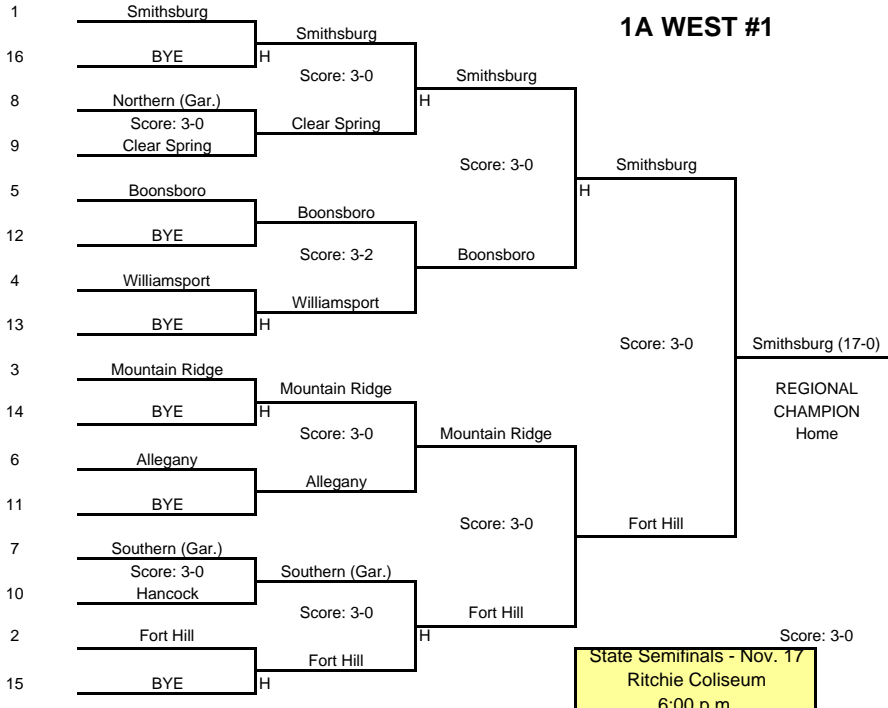 1A WEST #1
1 Smithsburg
Smithsburg
16 BYE H
Score: 3-0 Smithsburg
8 Northern (Gar.) H
Score: 3-0 Clear Spring
9 Clear Spring
Score: 3-0 Smithsburg
5 Boonsboro H
Boonsboro
12 BYE
Score: 3-2 Boonsboro
4 Williamsport
Williamsport
13 BYE H
Score: 3-0 Smithsburg (17-0)
3 Mountain Ridge
Mountain Ridge REGIONAL
14 BYE H CHAMPION
Score: 3-0 Mountain Ridge Home
6 Allegany
Allegany
11 BYE
Score: 3-0 Fort Hill
7 Southern (Gar.)
Score: 3-0 Southern (Gar.)
10 Hancock
Score: 3-0 Fort Hill
2 Fort Hill H Score: 3-0
Fort Hill State Semifinals - Nov. 17
15 BYE H Ritchie Coliseum
6:00 p.m.